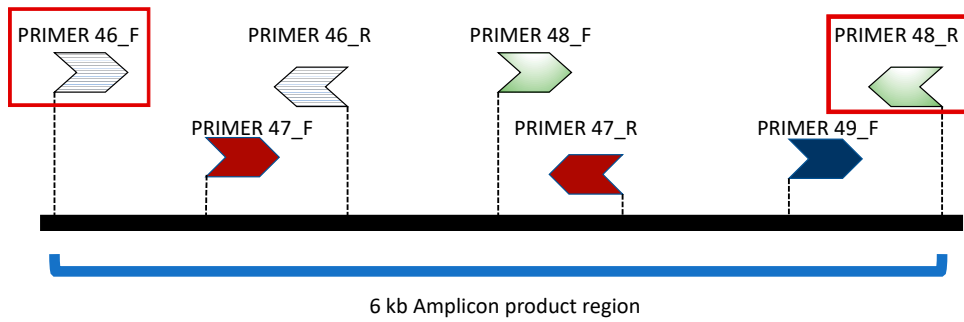 PRIMER 46_F
PRIMER 46_R
PRIMER 48_F
PRIMER 48_R
PRIMER 47_F
PRIMER 47_R
PRIMER 49_F
6 kb Amplicon product region